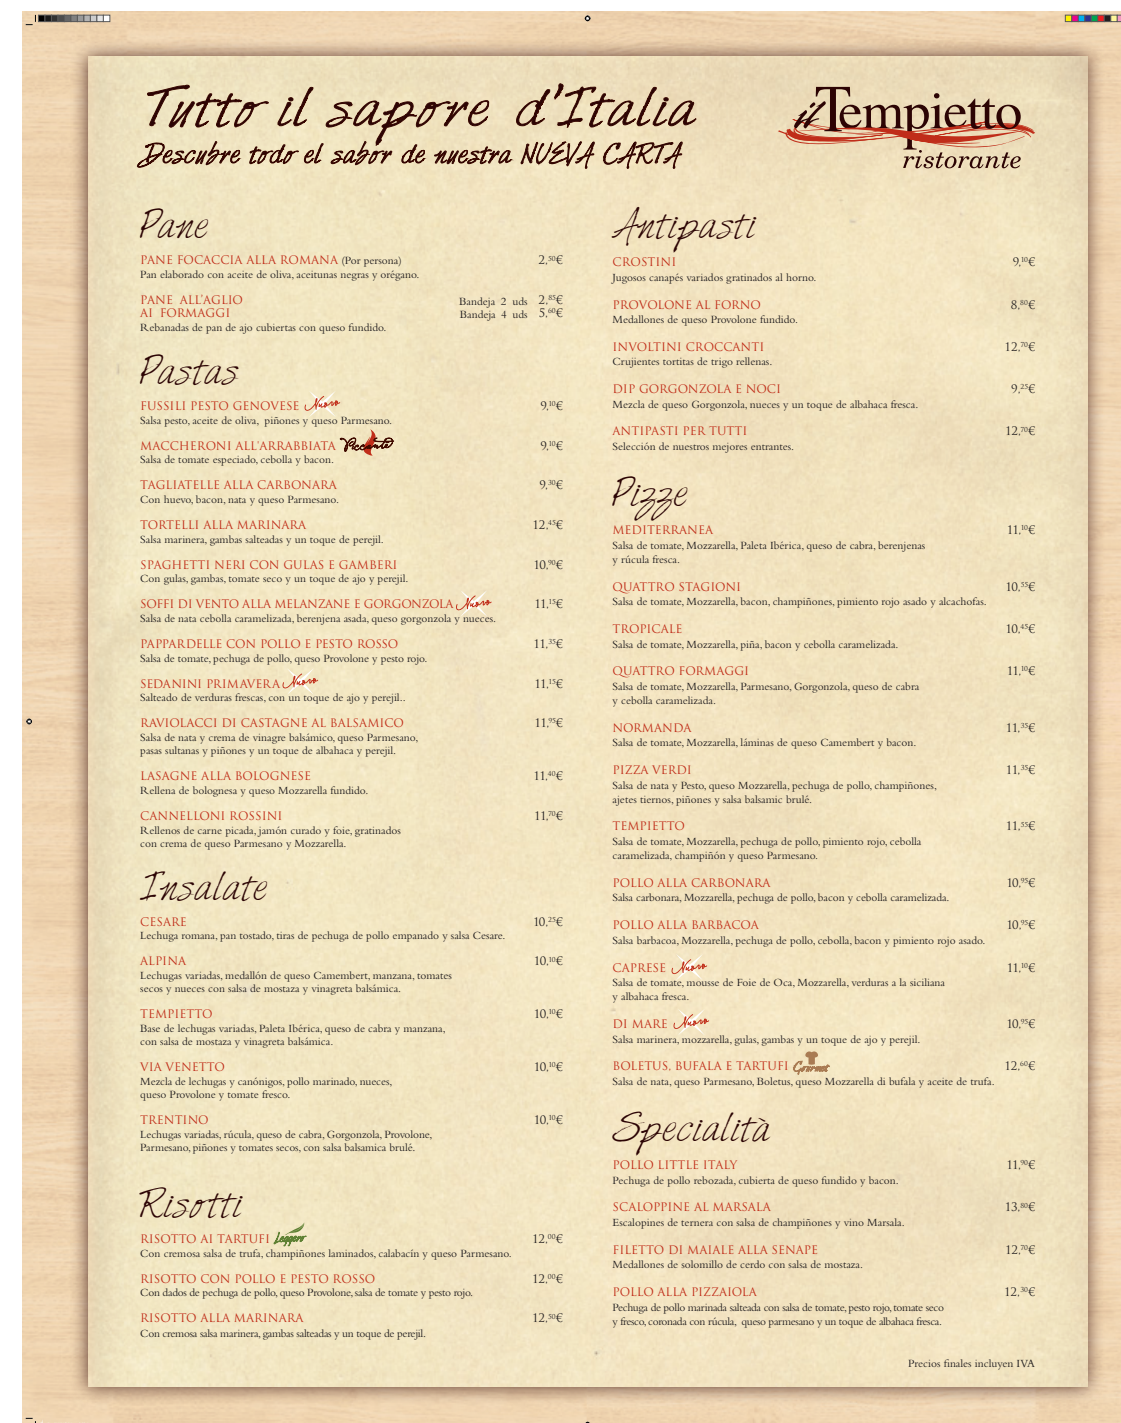 Tutto il sapore d'Italia
Descubre todo el sabor de nuestra NUEVA CARTA
il Tempietto
ristorante
Pane
PANE FOCACCIA ALLA ROMANA (Por persona) 2,50€
Pan elaborado con aceite de oliva, aceitunas negras y orégano.
PANE ALL'AGLIO Bandeja 2 uds 2,85€
AI FORMAGGI Bandeja 4 uds 5,60€
Rebanadas de pan de ajo cubiertas con queso fundido.
Pastas
FUSSILI PESTO GENOVESE Nuovo 9,10€
Salsa pesto, aceite de oliva, piñones y queso Parmesano.
MACCHERONI ALL'ARRABBIATA Piccante 9,10€
Salsa de tomate especiado, cebolla y bacon.
TAGLIATELLE ALLA CARBONARA 9,30€
Con huevo, bacon, nata y queso Parmesano.
TORTELLI ALLA MARINARA 12,45€
Salsa marinera, gambas salteadas y un toque de perejil.
SPAGHETTI NERI CON GULAS E GAMBERI 10,90€
Con gulas, gambas, tomate seco y un toque de ajo y perejil.
SOFFI DI VENTO ALLA MELANZANE E GORGONZOLA Nuovo 11,15€
Salsa de nata cebolla caramelizada, berenjena asada, queso gorgonzola y nueces.
PAPPARDELLE CON POLLO E PESTO ROSSO 11,35€
Salsa de tomate, pechuga de pollo, queso Provolone y pesto rojo.
SEDANINI PRIMAVERA Nuovo 11,15€
Salteado de verduras frescas, con un toque de ajo y perejil..
RAVIOLACCI DI CASTAGNE AL BALSAMICO 11,95€
Salsa de nata y crema de vinagre balsámico, queso Parmesano,
pasas sultanas y piñones y un toque de albahaca y perejil.
LASAGNE ALLA BOLOGNESE 11,40€
Rellena de bolognesa y queso Mozzarella fundido.
CANNELLONI ROSSINI 11,70€
Rellenos de carne picada, jamón curado y foie, gratinados
con crema de queso Parmesano y Mozzarella.
Insalate
CESARE 10,25€
Lechuga romana, pan tostado, tiras de pechuga de pollo empanado y salsa Cesare.
ALPINA 10,10€
Lechugas variadas, medallón de queso Camembert, manzana, tomates
secos y nueces con salsa de mostaza y vinagreta balsámica.
TEMPIETTO 10,10€
Base de lechugas variadas, Paleta Ibérica, queso de cabra y manzana,
con salsa de mostaza y vinagreta balsámica.
VIA VENETTO 10,10€
Mezcla de lechugas y canónigos, pollo marinado, nueces,
queso Provolone y tomate fresco.
TRENTINO 10,10€
Lechugas variadas, rúcula, queso de cabra, Gorgonzola, Provolone,
Parmesano, piñones y tomates secos, con salsa balsamica brulé.
Risotti
RISOTTO AI TARTUFI Leggero 12,00€
Con cremosa salsa de trufa, champiñones laminados, calabacín y queso Parmesano.
RISOTTO CON POLLO E PESTO ROSSO 12,00€
Con dados de pechuga de pollo, queso Provolone, salsa de tomate y pesto rojo.
RISOTTO ALLA MARINARA 12,50€
Con cremosa salsa marinera, gambas salteadas y un toque de perejil.
Antipasti
CROSTINI 9,10€
Jugosos canapés variados gratinados al horno.
PROVOLONE AL FORNO 8,80€
Medallones de queso Provolone fundido.
INVOLTINI CROCCANTI 12,70€
Crujientes tortitas de trigo rellenas.
DIP GORGONZOLA E NOCI 9,25€
Mezcla de queso Gorgonzola, nueces y un toque de albahaca fresca.
ANTIPASTI PER TUTTI 12,70€
Selección de nuestros mejores entrantes.
Pizze
MEDITERRANEA 11,10€
Salsa de tomate, Mozzarella, Paleta Ibérica, queso de cabra, berenjenas
y rúcula fresca.
QUATTRO STAGIONI 10,55€
Salsa de tomate, Mozzarella, bacon, champiñones, pimiento rojo asado y alcachofas.
TROPICALE 10,45€
Salsa de tomate, Mozzarella, piña, bacon y cebolla caramelizada.
QUATTRO FORMAGGI 11,10€
Salsa de tomate, Mozzarella, Parmesano, Gorgonzola, queso de cabra
y cebolla caramelizada.
NORMANDA 11,35€
Salsa de tomate, Mozzarella, láminas de queso Camembert y bacon.
PIZZA VERDI 11,35€
Salsa de nata y Pesto, queso Mozzarella, pechuga de pollo, champiñones,
ajetes tiernos, piñones y salsa balsamic brulé.
TEMPIETTO 11,55€
Salsa de tomate, Mozzarella, pechuga de pollo, pimiento rojo, cebolla
caramelizada, champiñón y queso Parmesano.
POLLO ALLA CARBONARA 10,95€
Salsa carbonara, Mozzarella, pechuga de pollo, bacon y cebolla caramelizada.
POLLO ALLA BARBACOA 10,95€
Salsa barbacoa, Mozzarella, pechuga de pollo, cebolla, bacon y pimiento rojo asado.
CAPRESE Nuovo 11,10€
Salsa de tomate, mousse de Foie de Oca, Mozzarella, verduras a la siciliana
y albahaca fresca.
DI MARE Nuovo 10,95€
Salsa marinera, mozzarella, gulas, gambas y un toque de ajo y perejil.
BOLETUS, BUFALA E TARTUFI Gourmet 12,60€
Salsa de nata, queso Parmesano, Boletus, queso Mozzarella di bufala y aceite de trufa.
Specialità
POLLO LITTLE ITALY 11,90€
Pechuga de pollo rebozada, cubierta de queso fundido y bacon.
SCALOPPINE AL MARSALA 13,80€
Escalopines de ternera con salsa de champiñones y vino Marsala.
FILETTO DI MAIALE ALLA SENAPE 12,70€
Medallones de solomillo de cerdo con salsa de mostaza.
POLLO ALLA PIZZAIOLA 12,30€
Pechuga de pollo marinada salteada con salsa de tomate, pesto rojo, tomate seco
y fresco, coronada con rúcula, queso parmesano y un toque de albahaca fresca.
Precios finales incluyen IVA